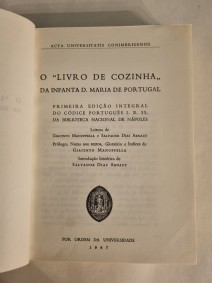 ACTA UNIVERSITATIS CONIMBRIGENSIS
O "LIVRO DE COZINHA„
DA INFANTA D. MARIA DE PORTUGAL
PRIMEIRA EDIÇÃO INTEGRAL
DO CÓDICE PORTUGUÊS I. E. 33.
DA BIBLIOTECA NACIONAL DE NÁPOLES
Leitura de
GIACINTO MANUPPELLA E SALVADOR DIAS ARNAUT
Prólogo, Notas aos textos, Glossário e Índices de
GIACINTO MANUPPELLA
Introdução histórica de
SALVADOR DIAS ARNAUT
POR ORDEM DA UNIVERSIDADE
1967